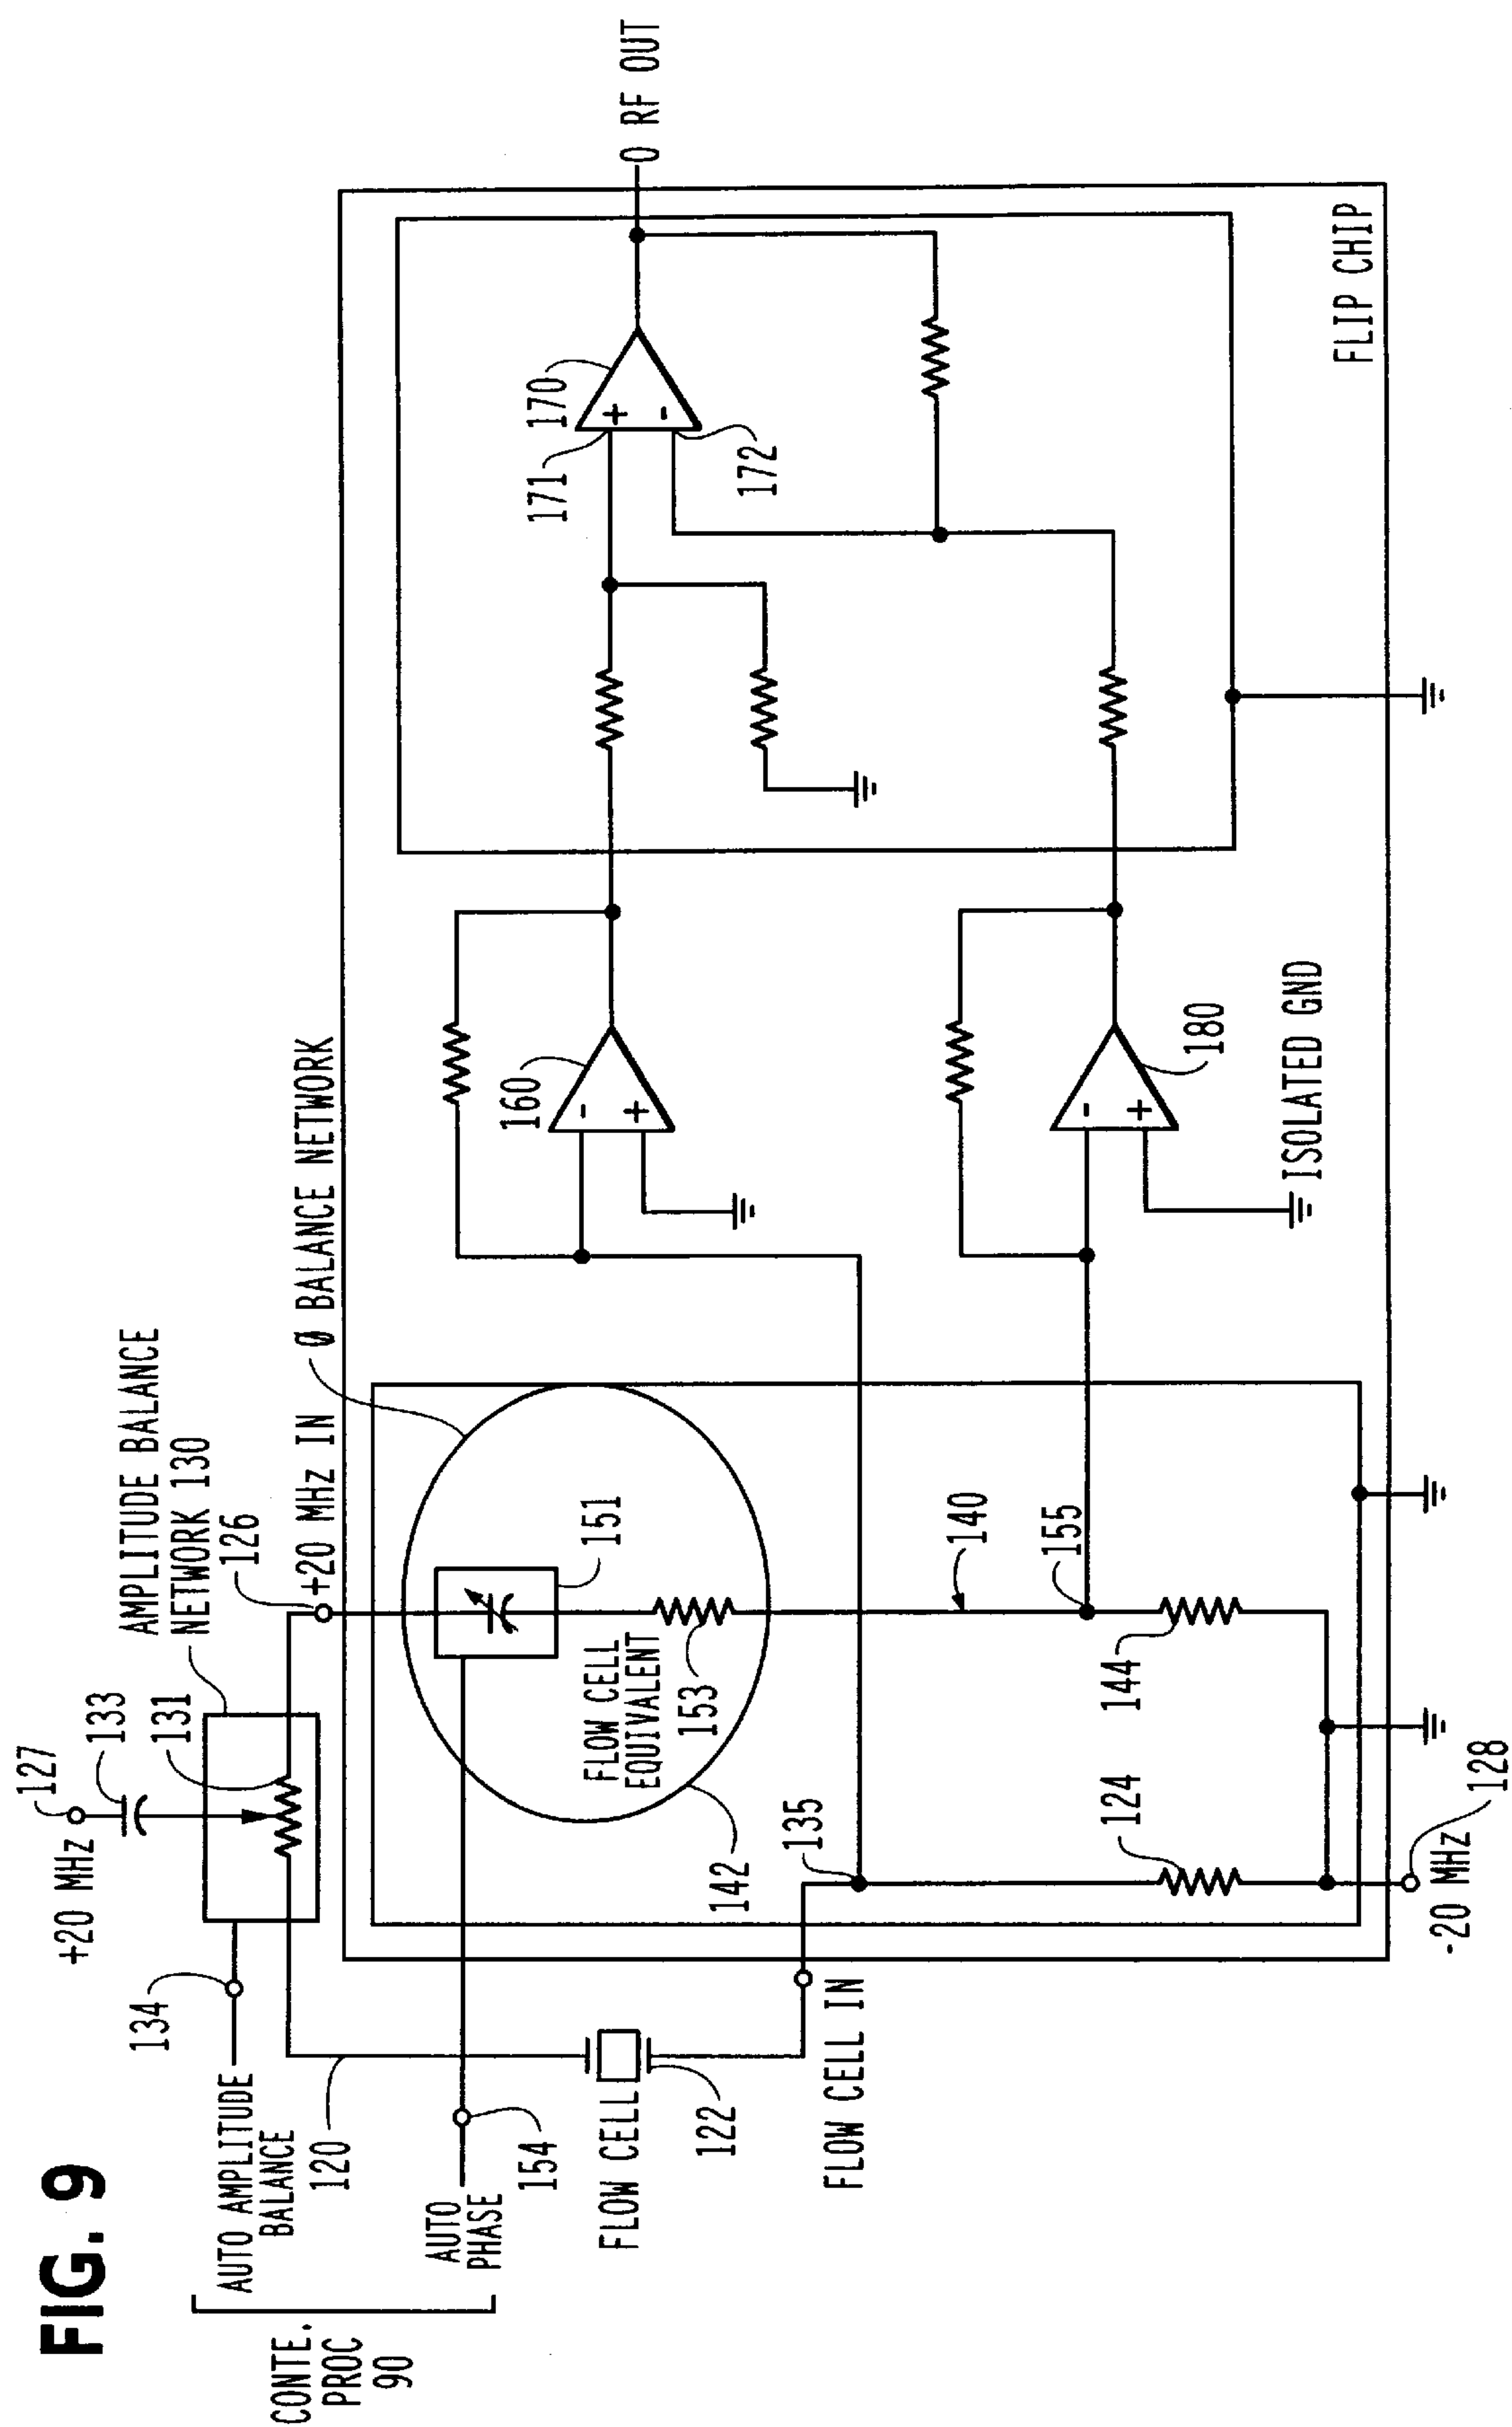 FIG. 9
CONTE.
PROC
90
AUTO AMPLITUDE
BALANCE
134
+20 MHz
127
133
131
AMPLITUDE BALANCE
NETWORK 130
126
+20 MHz IN
Ø BALANCE NETWORK
120
AUTO
PHASE
154
FLOW CELL
122
FLOW CELL IN
142
FLOW CELL
EQUIVALENT
151
153
135
140
155
124
144
-20 MHz
128
160
-
+
180
-
+
ISOLATED GND
170
171
+
-
172
O RF OUT
FLIP CHIP